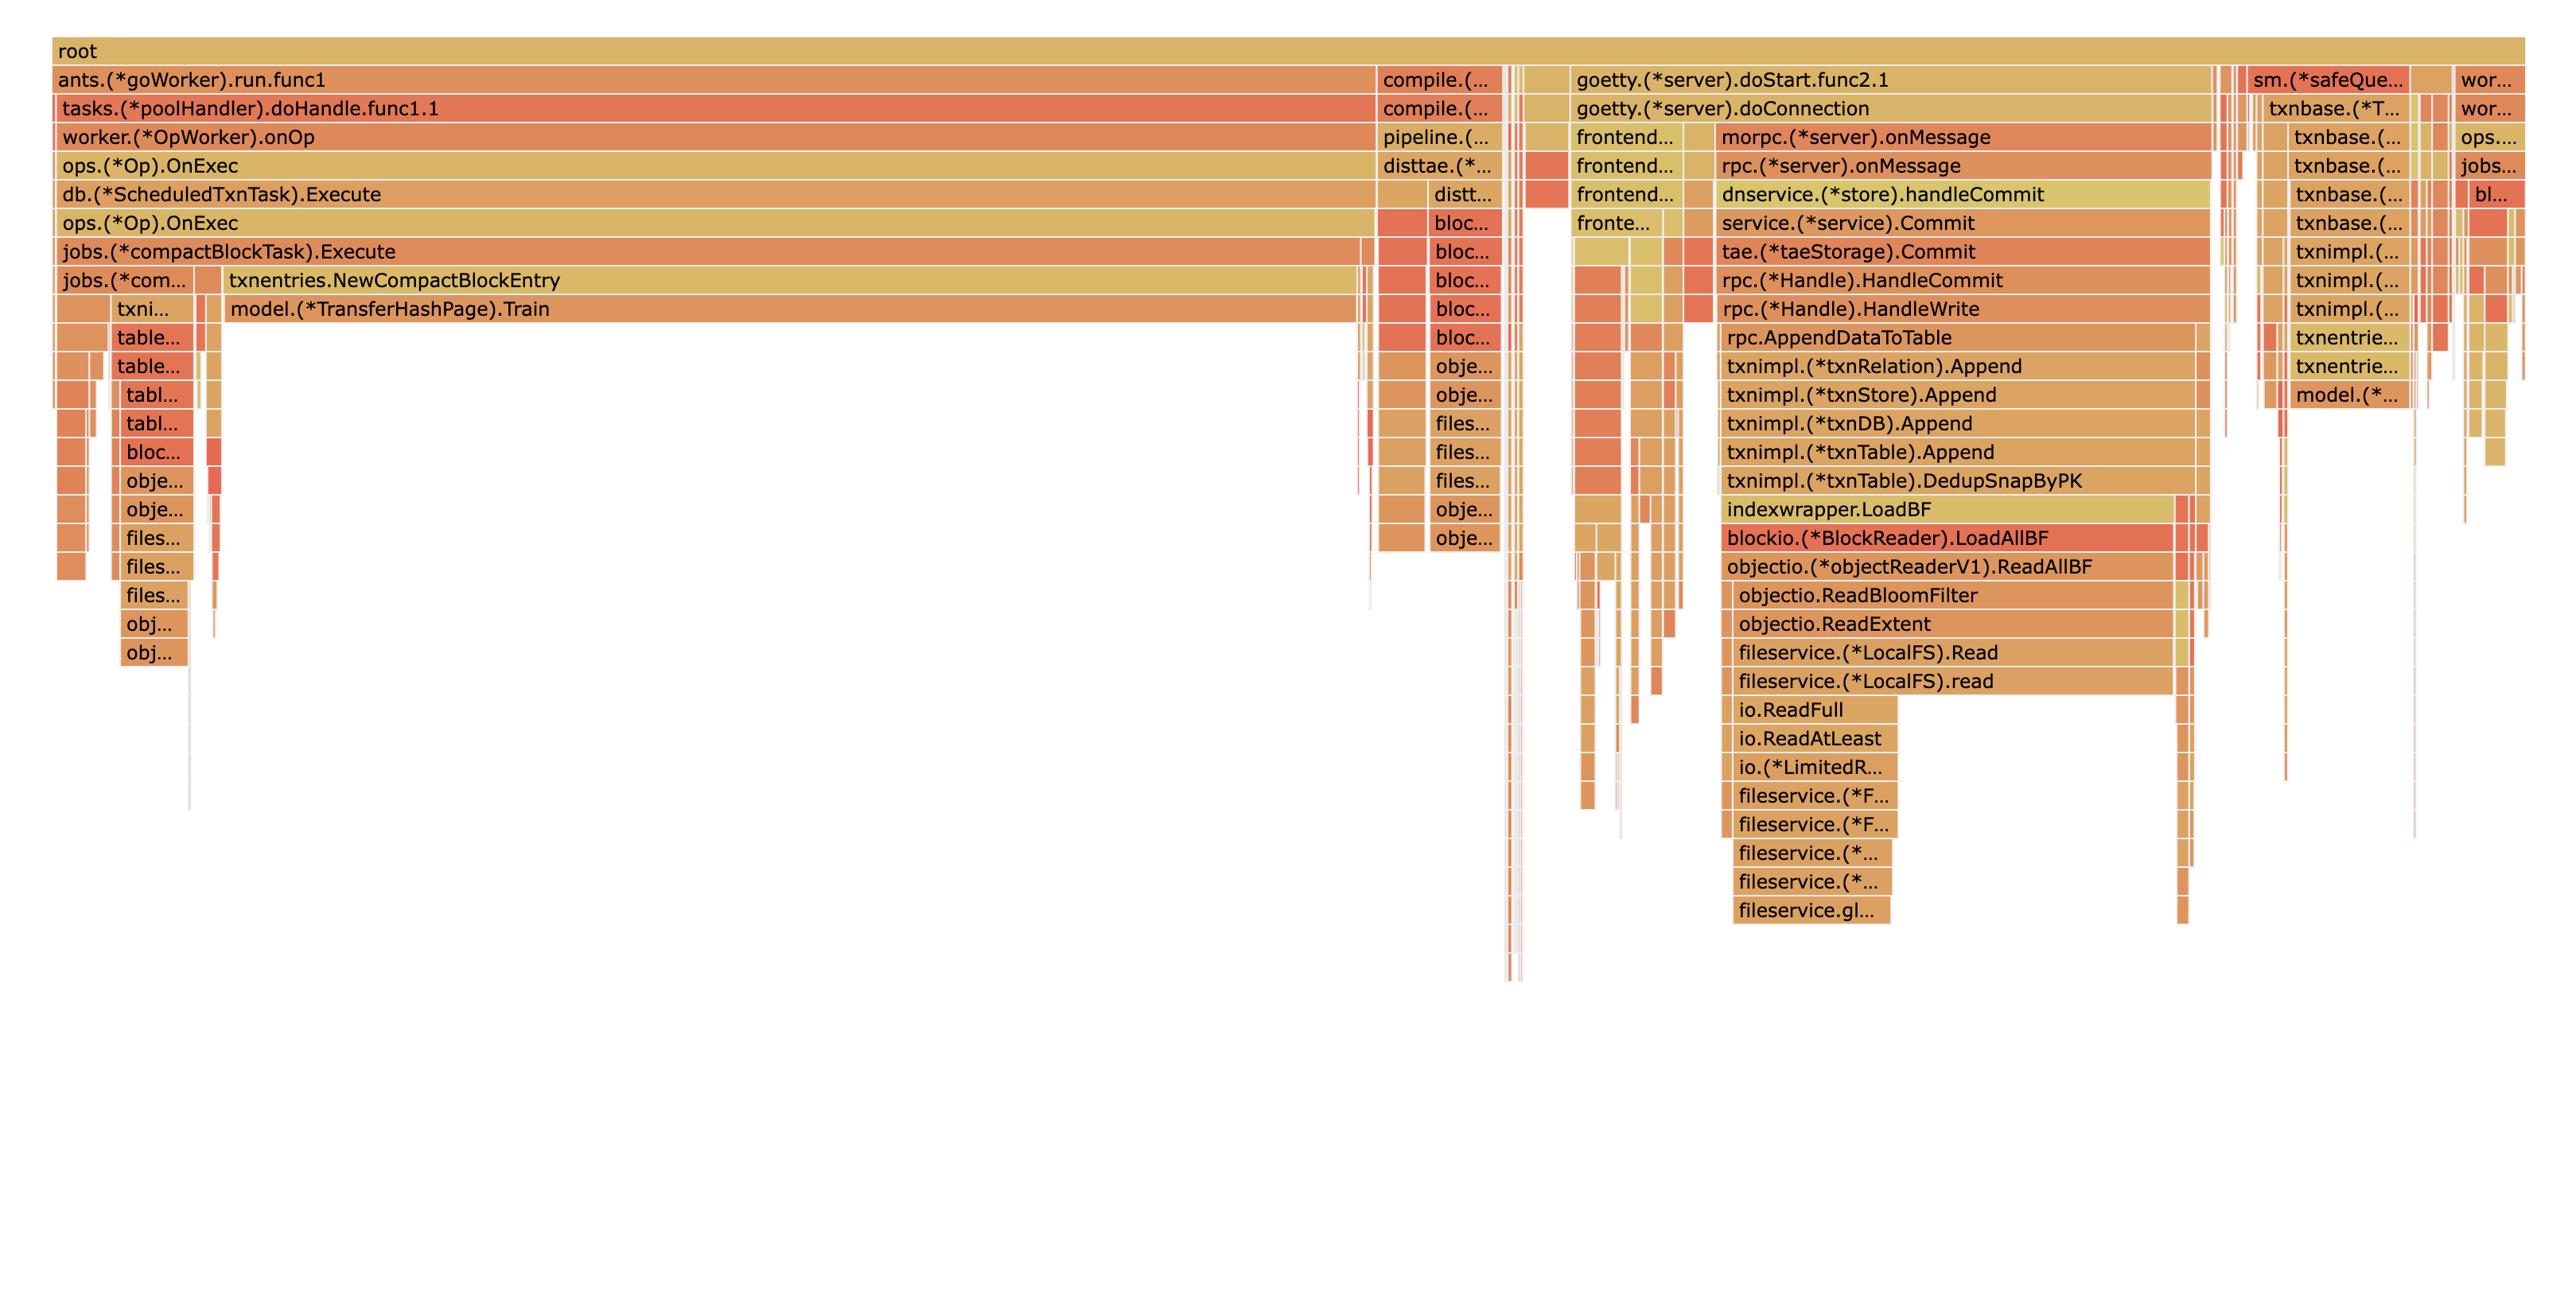 root
ants.(*goWorker).run.func1 compile.(... goetty.(*server).doStart.func2.1 sm.(*safeQue... wor...
tasks.(*poolHandler).doHandle.func1.1 compile.(... goetty.(*server).doConnection txnbase.(*T... wor...
worker.(*OpWorker).onOp pipeline.(... frontend... morpc.(*server).onMessage txnbase.(... ops....
ops.(*Op).OnExec disttae.(*... frontend... rpc.(*server).onMessage txnbase.(... jobs...
db.(*ScheduledTxnTask).Execute distt... frontend... dnservice.(*store).handleCommit txnbase.(... bl...
ops.(*Op).OnExec bloc... fronte... service.(*service).Commit txnbase.(...
jobs.(*compactBlockTask).Execute bloc... tae.(*taeStorage).Commit txnimpl.(...
jobs.(*com... txnentries.NewCompactBlockEntry bloc... rpc.(*Handle).HandleCommit txnimpl.(...
txni... model.(*TransferHashPage).Train bloc... rpc.(*Handle).HandleWrite txnimpl.(...
table... bloc... rpc.AppendDataToTable txnentrie...
table... obje... txnimpl.(*txnRelation).Append txnentrie...
tabl... obje... txnimpl.(*txnStore).Append model.(*...
tabl... files... txnimpl.(*txnDB).Append
bloc... files... txnimpl.(*txnTable).Append
obje... files... txnimpl.(*txnTable).DedupSnapByPK
obje... obje... indexwrapper.LoadBF
files... obje... blockio.(*BlockReader).LoadAllBF
files... objectio.(*objectReaderV1).ReadAllBF
files... objectio.ReadBloomFilter
obj... objectio.ReadExtent
obj... fileservice.(*LocalFS).Read
fileservice.(*LocalFS).read
io.ReadFull
io.ReadAtLeast
io.(*LimitedR...
fileservice.(*F...
fileservice.(*F...
fileservice.(*...
fileservice.(*...
fileservice.gl...